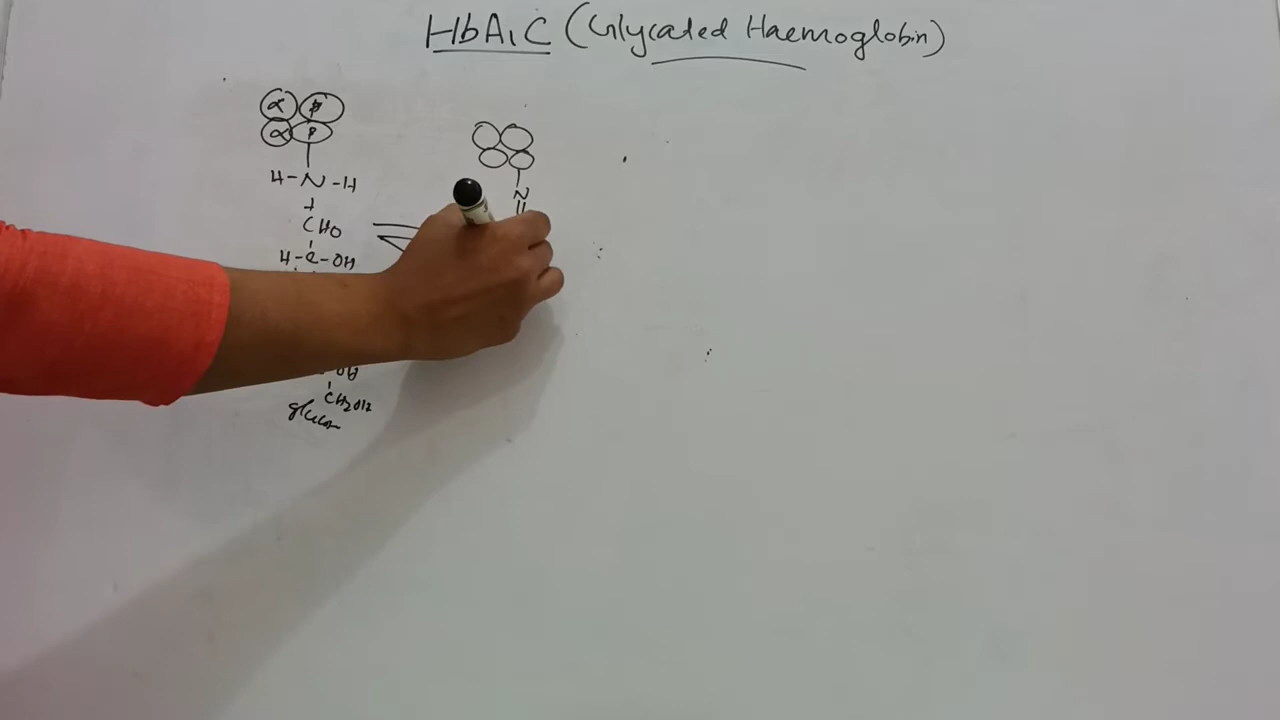 HbA1C (Glycated Haemoglobin)
α β
α β
H-N-H
+
CHO
H-C-OH
OH
CH2OH
glucose
N